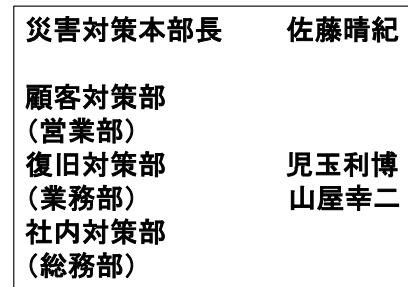 災害対策本部長 佐藤晴紀
顧客対策部
（営業部）
復旧対策部 児玉利博
（業務部） 山屋幸二
社内対策部
（総務部）